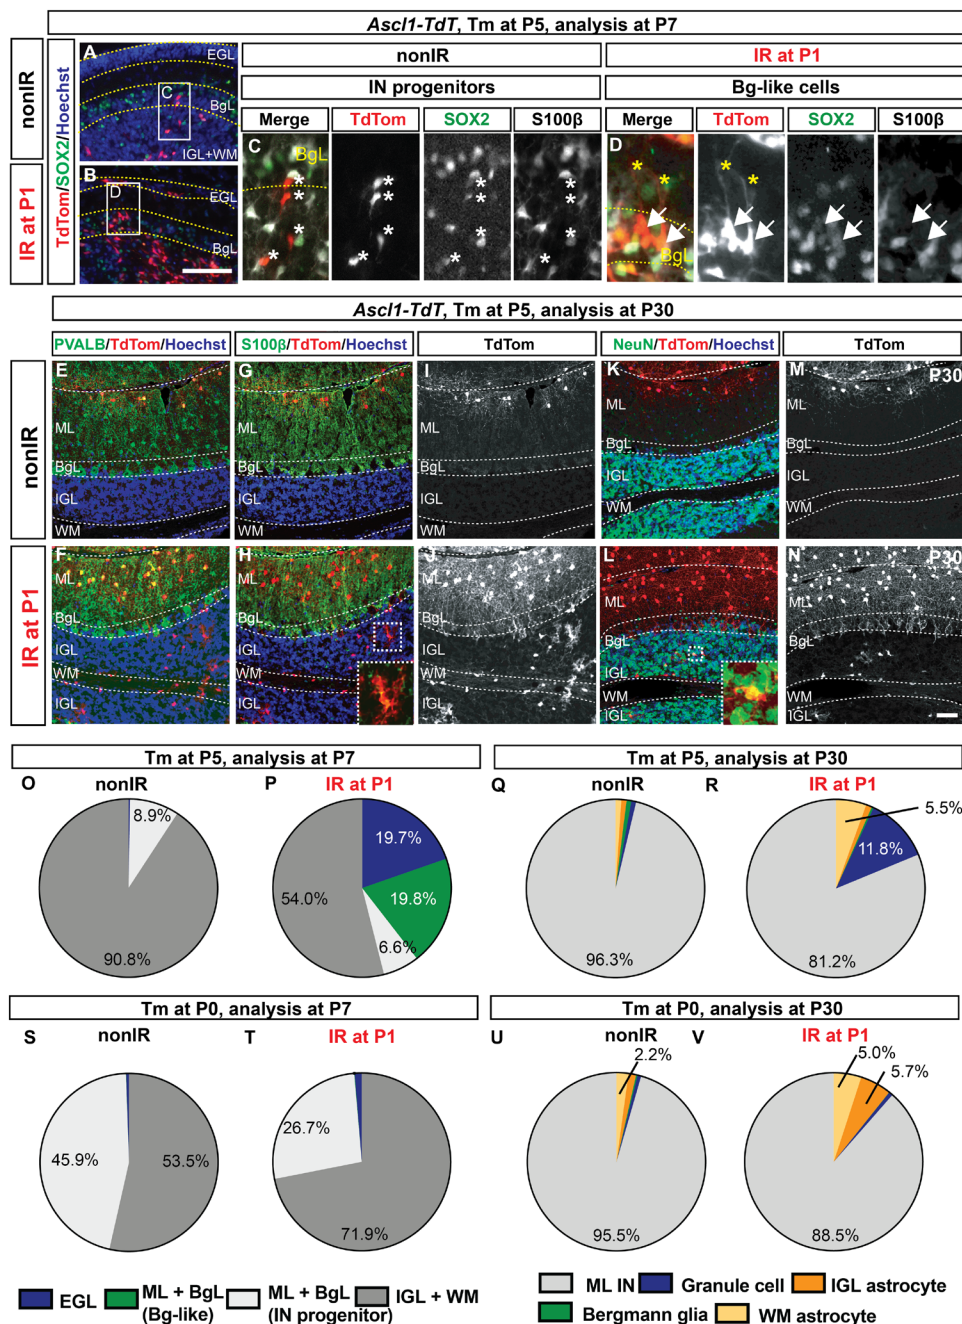 Ascl1-TdT, Tm at P5, analysis at P7
nonIR
IR at P1
TdTom/SOX2/Hoechst
nonIR
IR at P1
IN progenitors
Bg-like cells
Merge TdTom SOX2 S100β Merge TdTom SOX2 S100β
A EGL C BgL IGL+WM
B D EGL BgL
C BgL * * * *
* * * *
* * * *
* * * *
D * * BgL
* *
Ascl1-TdT, Tm at P5, analysis at P30
PVALB/TdTom/Hoechst S100β/TdTom/Hoechst TdTom NeuN/TdTom/Hoechst TdTom
nonIR
E G I K M P30
ML ML ML ML ML
BgL BgL BgL BgL BgL
IGL IGL IGL IGL IGL
WM WM WM WM WM
IR at P1
F H J L N P30
ML ML ML ML ML
BgL BgL BgL BgL BgL
IGL IGL IGL IGL IGL
WM WM WM WM WM
IGL IGL IGL IGL IGL
Tm at P5, analysis at P7
Tm at P5, analysis at P30
O nonIR P IR at P1 Q nonIR R IR at P1
8.9%
90.8%
19.7%
19.8%
6.6%
54.0%
96.3%
5.5%
11.8%
81.2%
Tm at P0, analysis at P7
Tm at P0, analysis at P30
S nonIR T IR at P1 U nonIR V IR at P1
45.9%
53.5%
26.7%
71.9%
2.2%
95.5%
5.0%
5.7%
88.5%
EGL
ML + BgL
(Bg-like)
ML + BgL
(IN progenitor)
IGL + WM
ML IN
Granule cell
IGL astrocyte
Bergmann glia
WM astrocyte